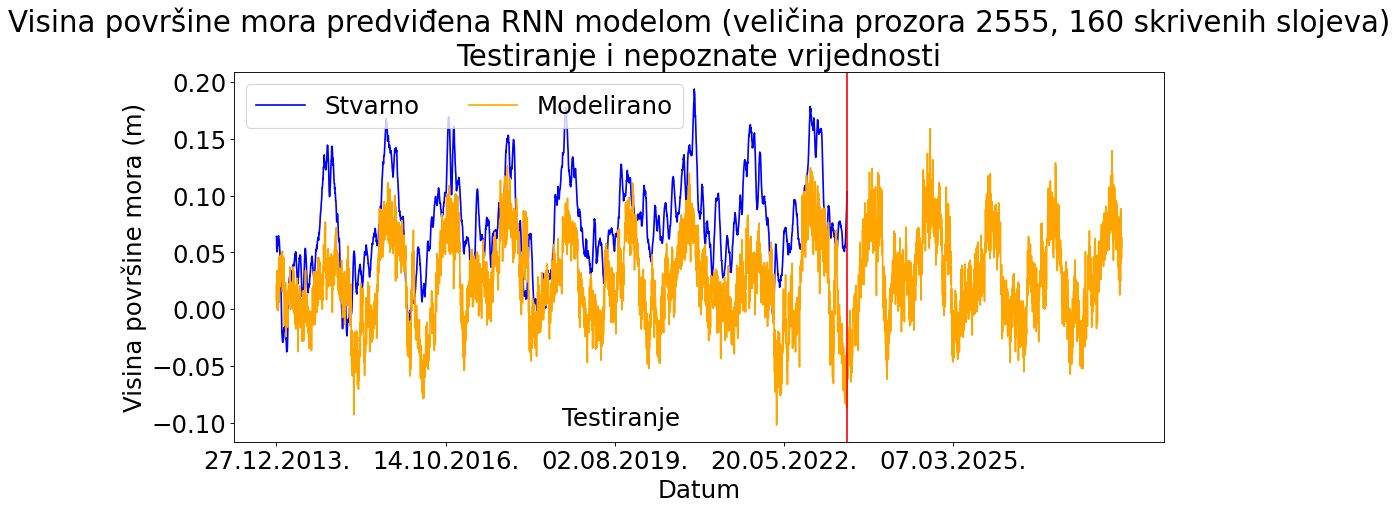 Visina površine mora predviđena RNN modelom (veličina prozora 2555, 160 skrivenih slojeva)
Testiranje i nepoznate vrijednosti
Stvarno Modelirano
0.20
0.15
0.10
0.05
0.00
−0.05
−0.10
Visina površine mora (m)
Testiranje
27.12.2013. 14.10.2016. 02.08.2019. 20.05.2022. 07.03.2025.
Datum